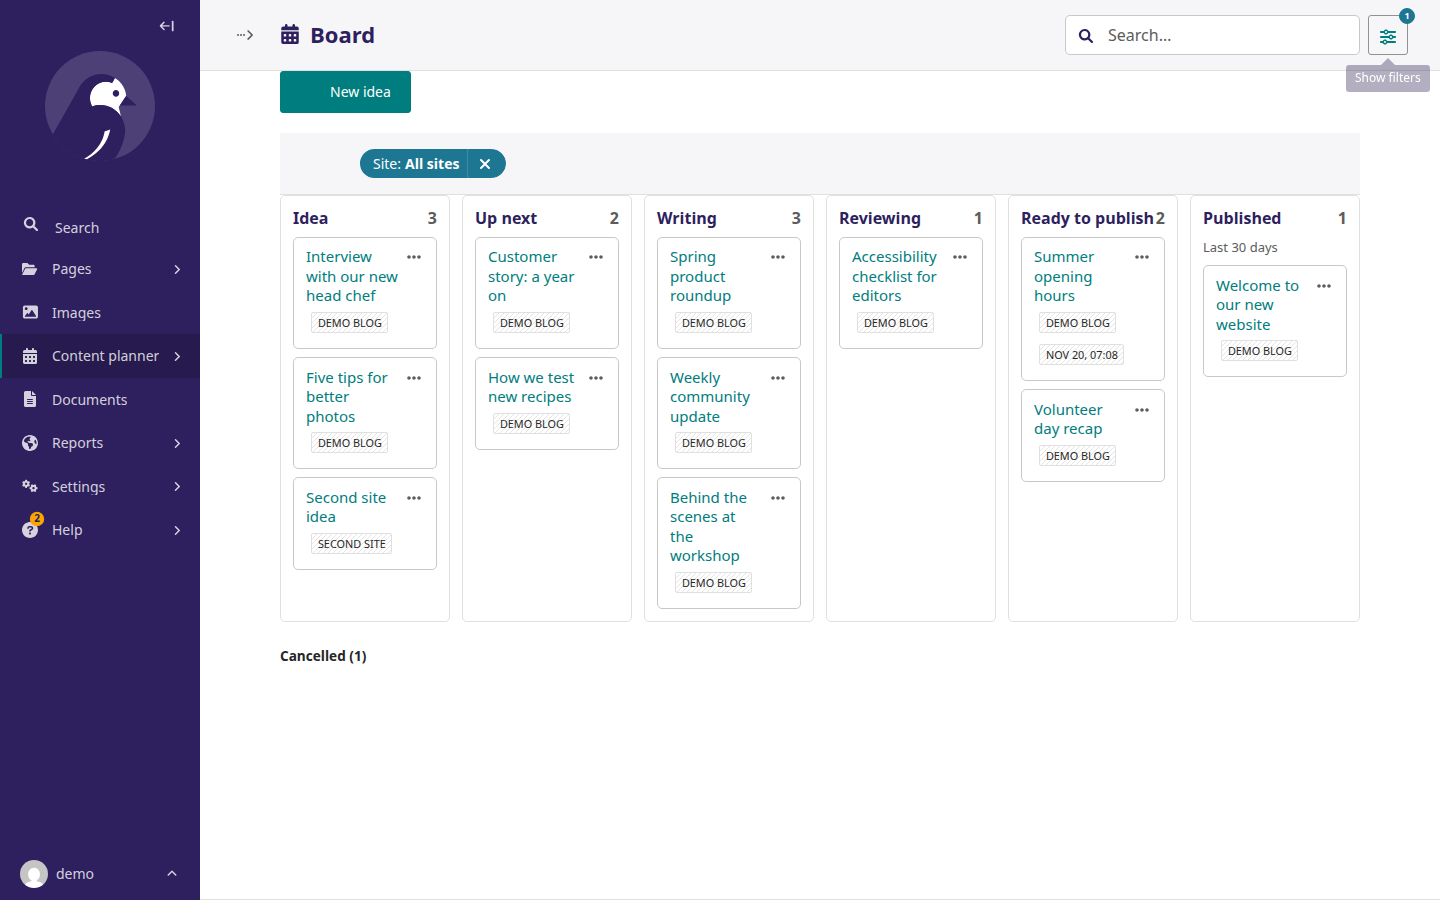 Board
Search...
1
Show filters
New idea
Site: All sites
Search
Pages
Images
Content planner
Documents
Reports
Settings
2
Help
demo
Idea 3
Interview
with our new
head chef
DEMO BLOG
Five tips for
better
photos
DEMO BLOG
Second site
idea
SECOND SITE
Up next 2
Customer
story: a year
on
DEMO BLOG
How we test
new recipes
DEMO BLOG
Writing 3
Spring
product
roundup
DEMO BLOG
Weekly
community
update
DEMO BLOG
Behind the
scenes at
the
workshop
DEMO BLOG
Reviewing 1
Accessibility
checklist for
editors
DEMO BLOG
Ready to publish 2
Summer
opening
hours
DEMO BLOG
NOV 20, 07:08
Volunteer
day recap
DEMO BLOG
Published 1
Last 30 days
Welcome to
our new
website
DEMO BLOG
Cancelled (1)